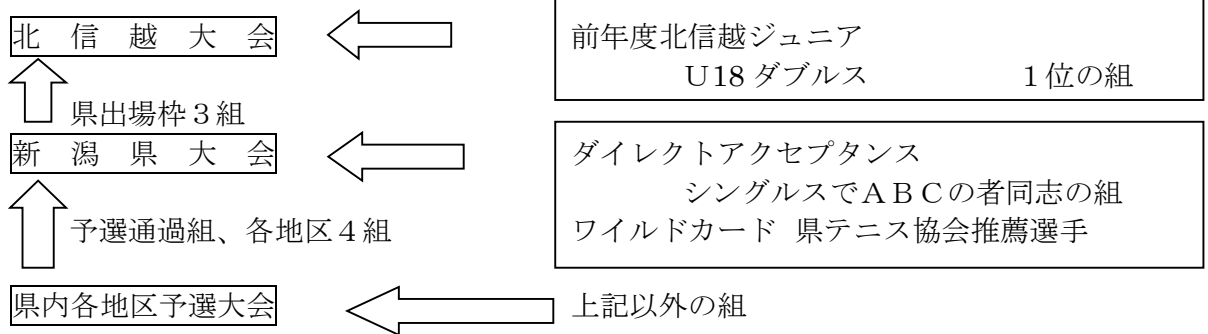 北 信 越 大 会
前年度北信越ジュニア
U18ダブルス 1位の組
県出場枠3組
新 潟 県 大 会
ダイレクトアクセプタンス
シングルスでABCの者同志の組
ワイルドカード 県テニス協会推薦選手
予選通過組、各地区4組
県内各地区予選大会
上記以外の組